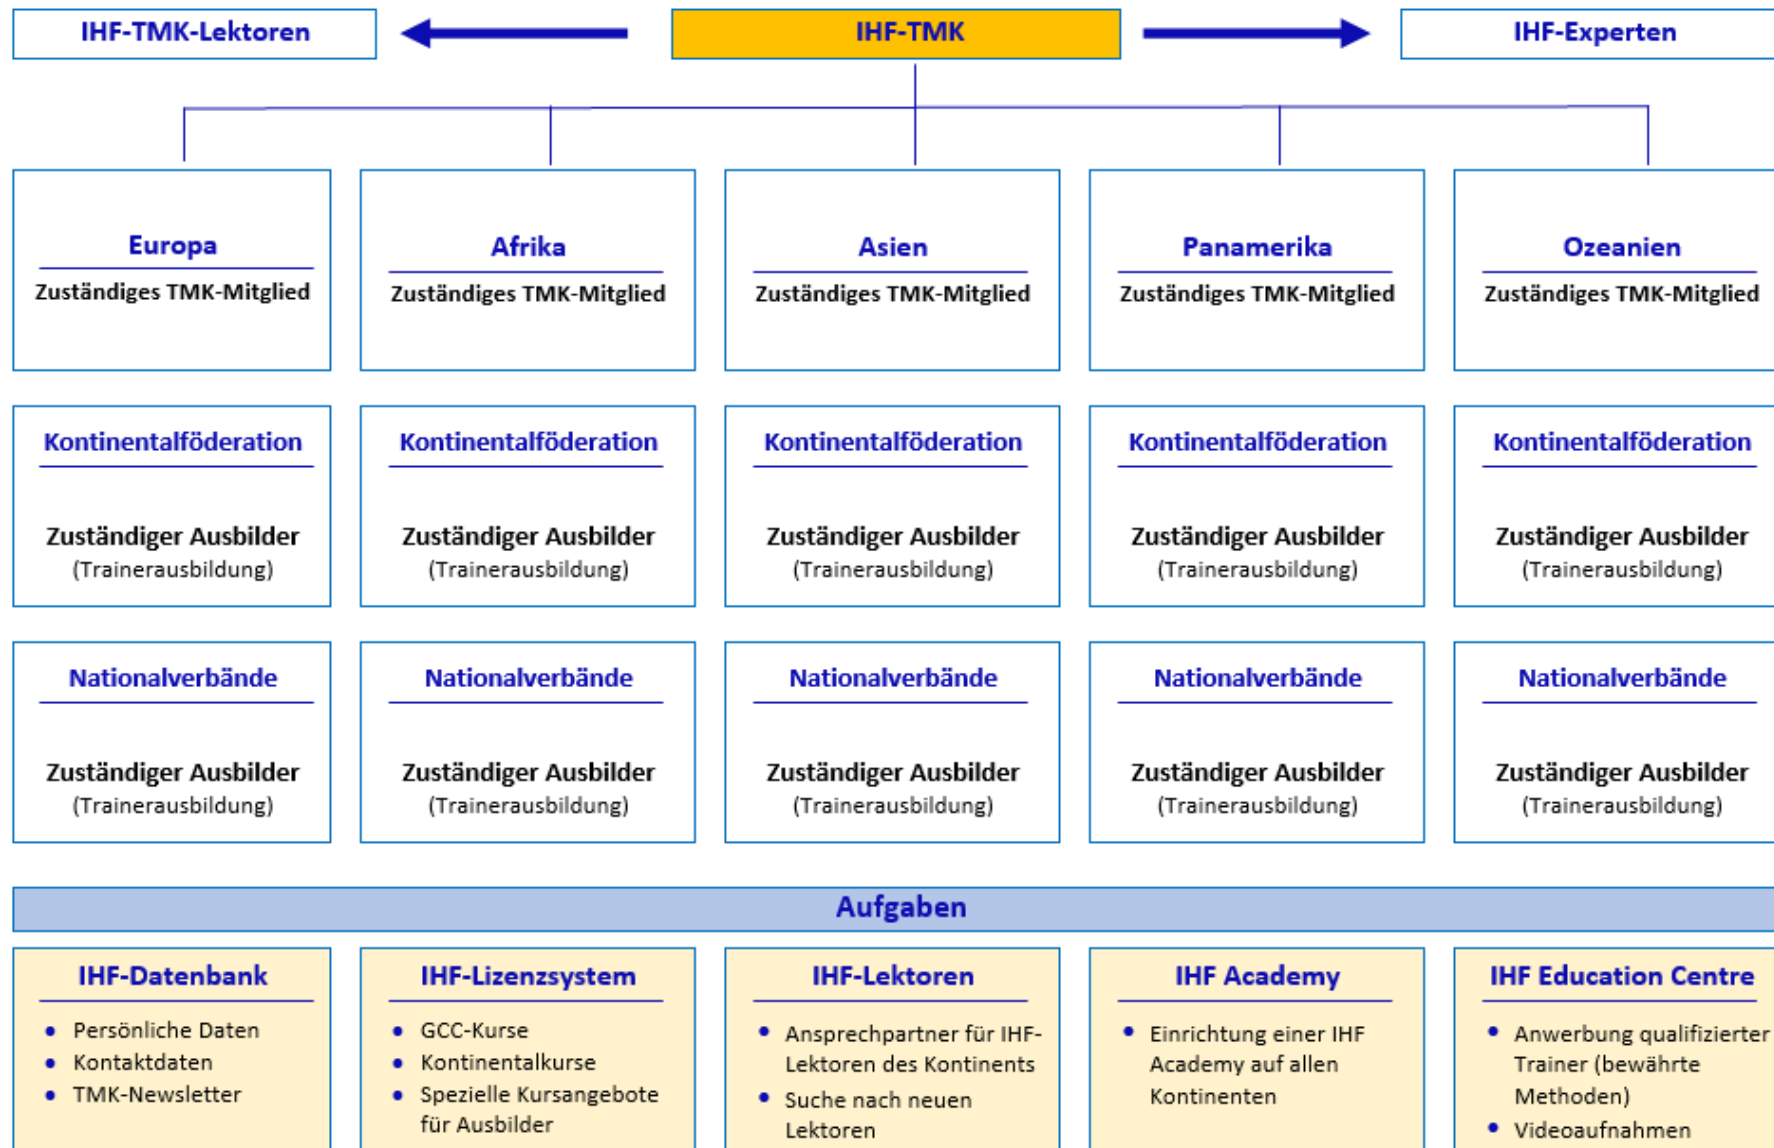 IHF-TMK-Lektoren
IHF-TMK
IHF-Experten
Europa
Zuständiges TMK-Mitglied
Afrika
Zuständiges TMK-Mitglied
Asien
Zuständiges TMK-Mitglied
Panamerika
Zuständiges TMK-Mitglied
Ozeanien
Zuständiges TMK-Mitglied
Kontinentalföderation
Zuständiger Ausbilder
(Trainerausbildung)
Kontinentalföderation
Zuständiger Ausbilder
(Trainerausbildung)
Kontinentalföderation
Zuständiger Ausbilder
(Trainerausbildung)
Kontinentalföderation
Zuständiger Ausbilder
(Trainerausbildung)
Kontinentalföderation
Zuständiger Ausbilder
(Trainerausbildung)
Nationalverbände
Zuständiger Ausbilder
(Trainerausbildung)
Nationalverbände
Zuständiger Ausbilder
(Trainerausbildung)
Nationalverbände
Zuständiger Ausbilder
(Trainerausbildung)
Nationalverbände
Zuständiger Ausbilder
(Trainerausbildung)
Nationalverbände
Zuständiger Ausbilder
(Trainerausbildung)
Aufgaben
IHF-Datenbank
• Persönliche Daten
• Kontaktdaten
• TMK-Newsletter
IHF-Lizenzsystem
• GCC-Kurse
• Kontinentalkurse
• Spezielle Kursangebote
für Ausbilder
IHF-Lektoren
• Ansprechpartner für IHF-
Lektoren des Kontinents
• Suche nach neuen
Lektoren
IHF Academy
• Einrichtung einer IHF
Academy auf allen
Kontinenten
IHF Education Centre
• Anwerbung qualifizierter
Trainer (bewährte
Methoden)
• Videoaufnahmen